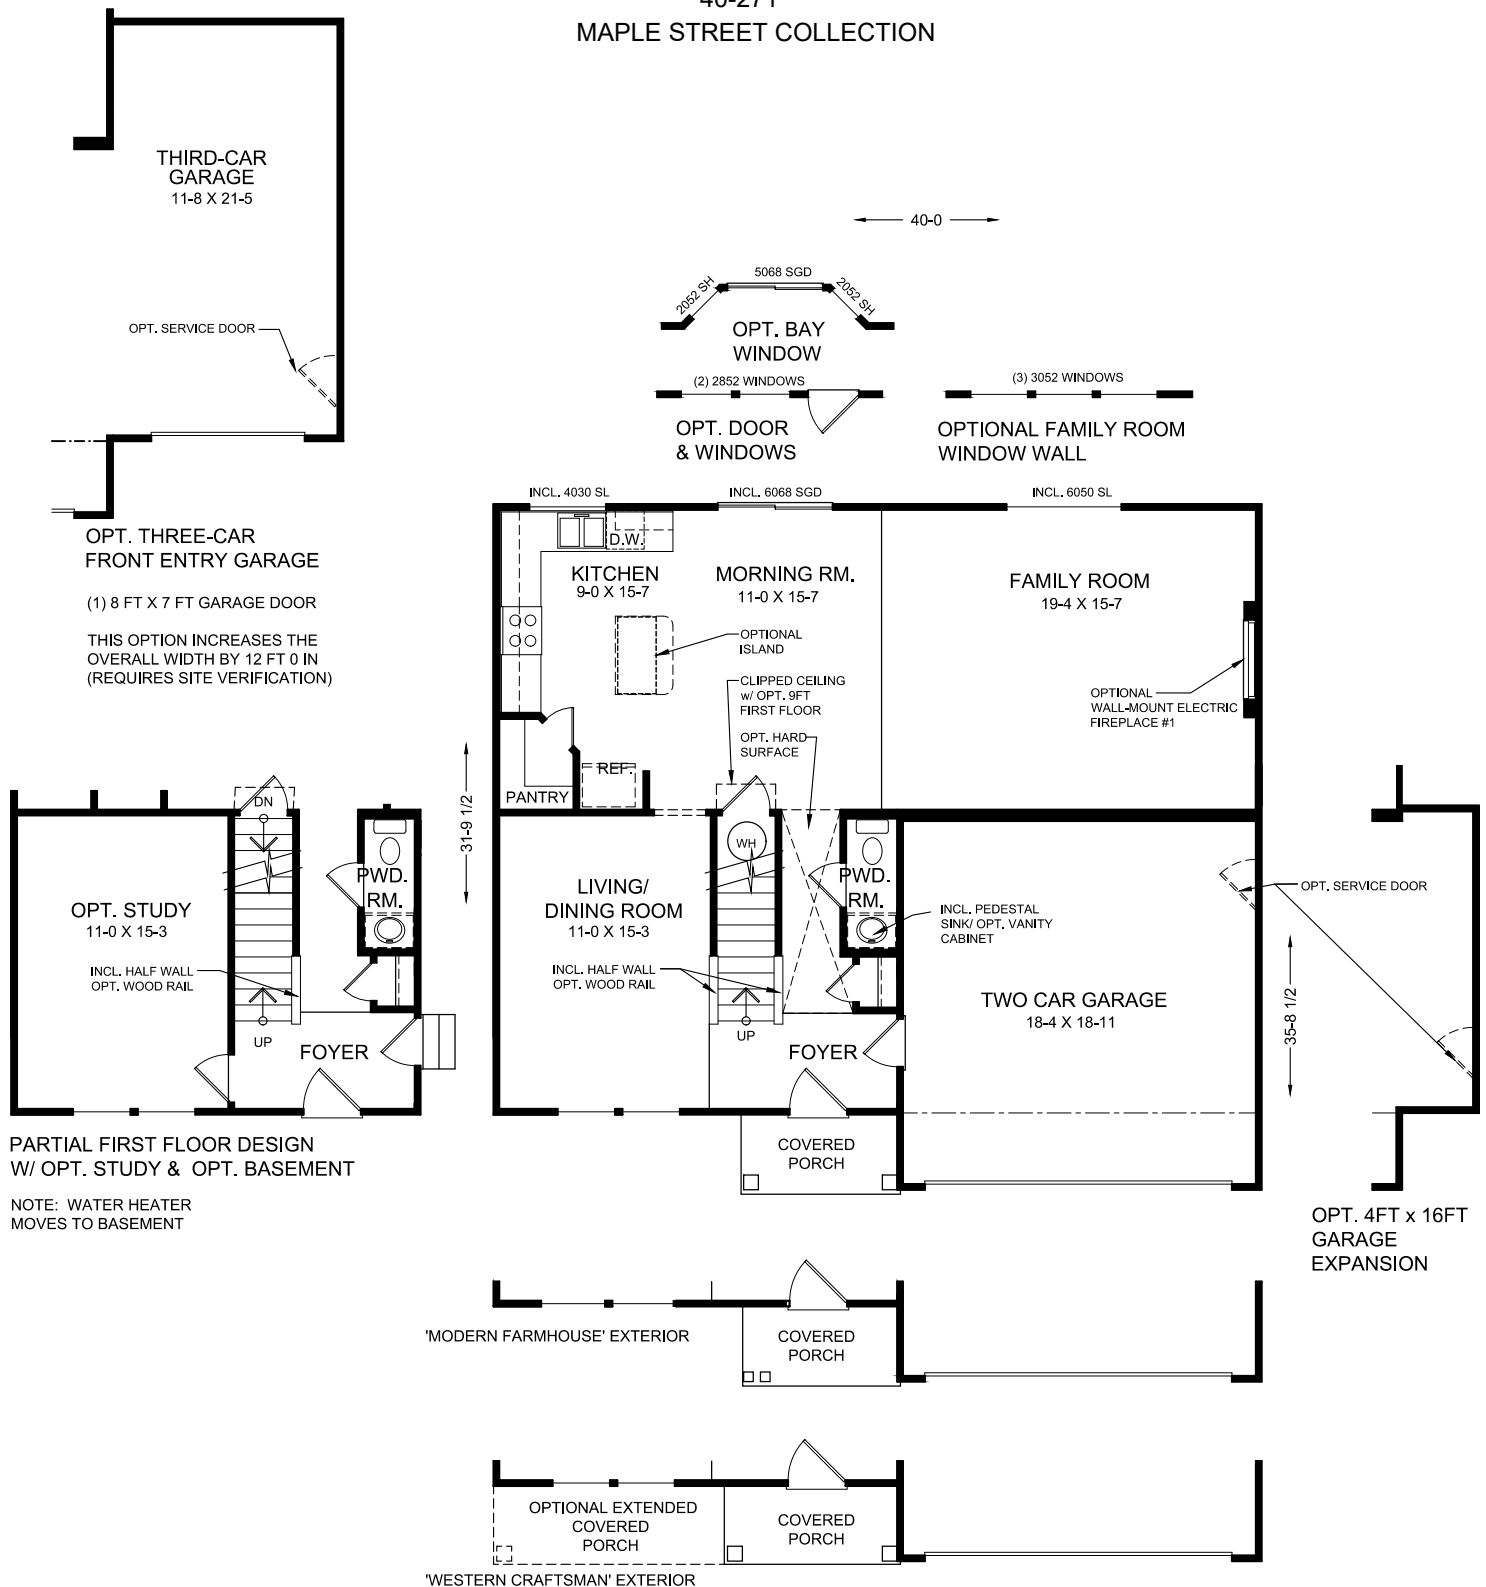 MAPLE STREET COLLECTION
THIRD-CAR
GARAGE
11-8 X 21-5
OPT. SERVICE DOOR
OPT. THREE-CAR
FRONT ENTRY GARAGE
(1) 8 FT X 7 FT GARAGE DOOR
THIS OPTION INCREASES THE
OVERALL WIDTH BY 12 FT 0 IN
(REQUIRES SITE VERIFICATION)
40-0
5068 SGD
2052 SH
2052 SH
OPT. BAY
WINDOW
(2) 2852 WINDOWS
OPT. DOOR
& WINDOWS
(3) 3052 WINDOWS
OPTIONAL FAMILY ROOM
WINDOW WALL
INCL. 4030 SL
INCL. 6068 SGD
INCL. 6050 SL
D.W.
KITCHEN
9-0 X 15-7
MORNING RM.
11-0 X 15-7
FAMILY ROOM
19-4 X 15-7
OPTIONAL
ISLAND
CLIPPED CEILING
w/ OPT. 9FT
FIRST FLOOR
OPT. HARD
SURFACE
OPTIONAL
WALL-MOUNT ELECTRIC
FIREPLACE #1
REF.
PANTRY
31-9 1/2
WH
LIVING/
DINING ROOM
11-0 X 15-3
INCL. HALF WALL
OPT. WOOD RAIL
UP
PWD.
RM.
INCL. PEDESTAL
SINK/ OPT. VANITY
CABINET
FOYER
TWO CAR GARAGE
18-4 X 18-11
35-8 1/2
COVERED
PORCH
DN
OPT. STUDY
11-0 X 15-3
PWD.
RM.
INCL. HALF WALL
OPT. WOOD RAIL
UP
FOYER
PARTIAL FIRST FLOOR DESIGN
W/ OPT. STUDY & OPT. BASEMENT
NOTE: WATER HEATER
MOVES TO BASEMENT
OPT. SERVICE DOOR
OPT. 4FT x 16FT
GARAGE
EXPANSION
'MODERN FARMHOUSE' EXTERIOR
COVERED
PORCH
OPTIONAL EXTENDED
COVERED
PORCH
COVERED
PORCH
'WESTERN CRAFTSMAN' EXTERIOR